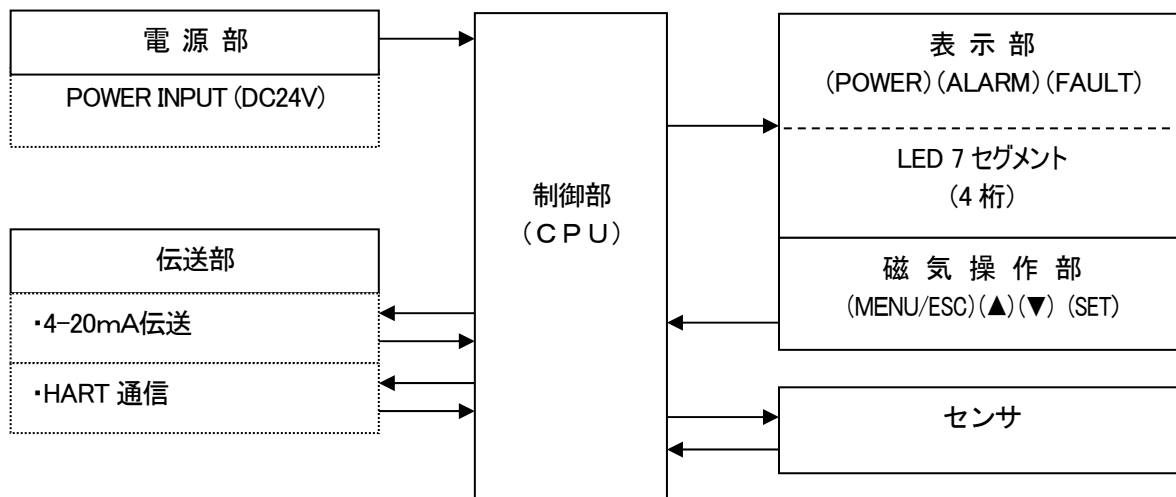 電 源 部
POWER INPUT (DC24V)
伝送部
・4-20mA伝送
・HART 通信
制御部
(CPU)
表 示 部
(POWER)(ALARM)(FAULT)
LED 7 セグメント
(4 桁)
磁 気 操 作 部
(MENU/ESC)(▲)(▼) (SET)
センサ